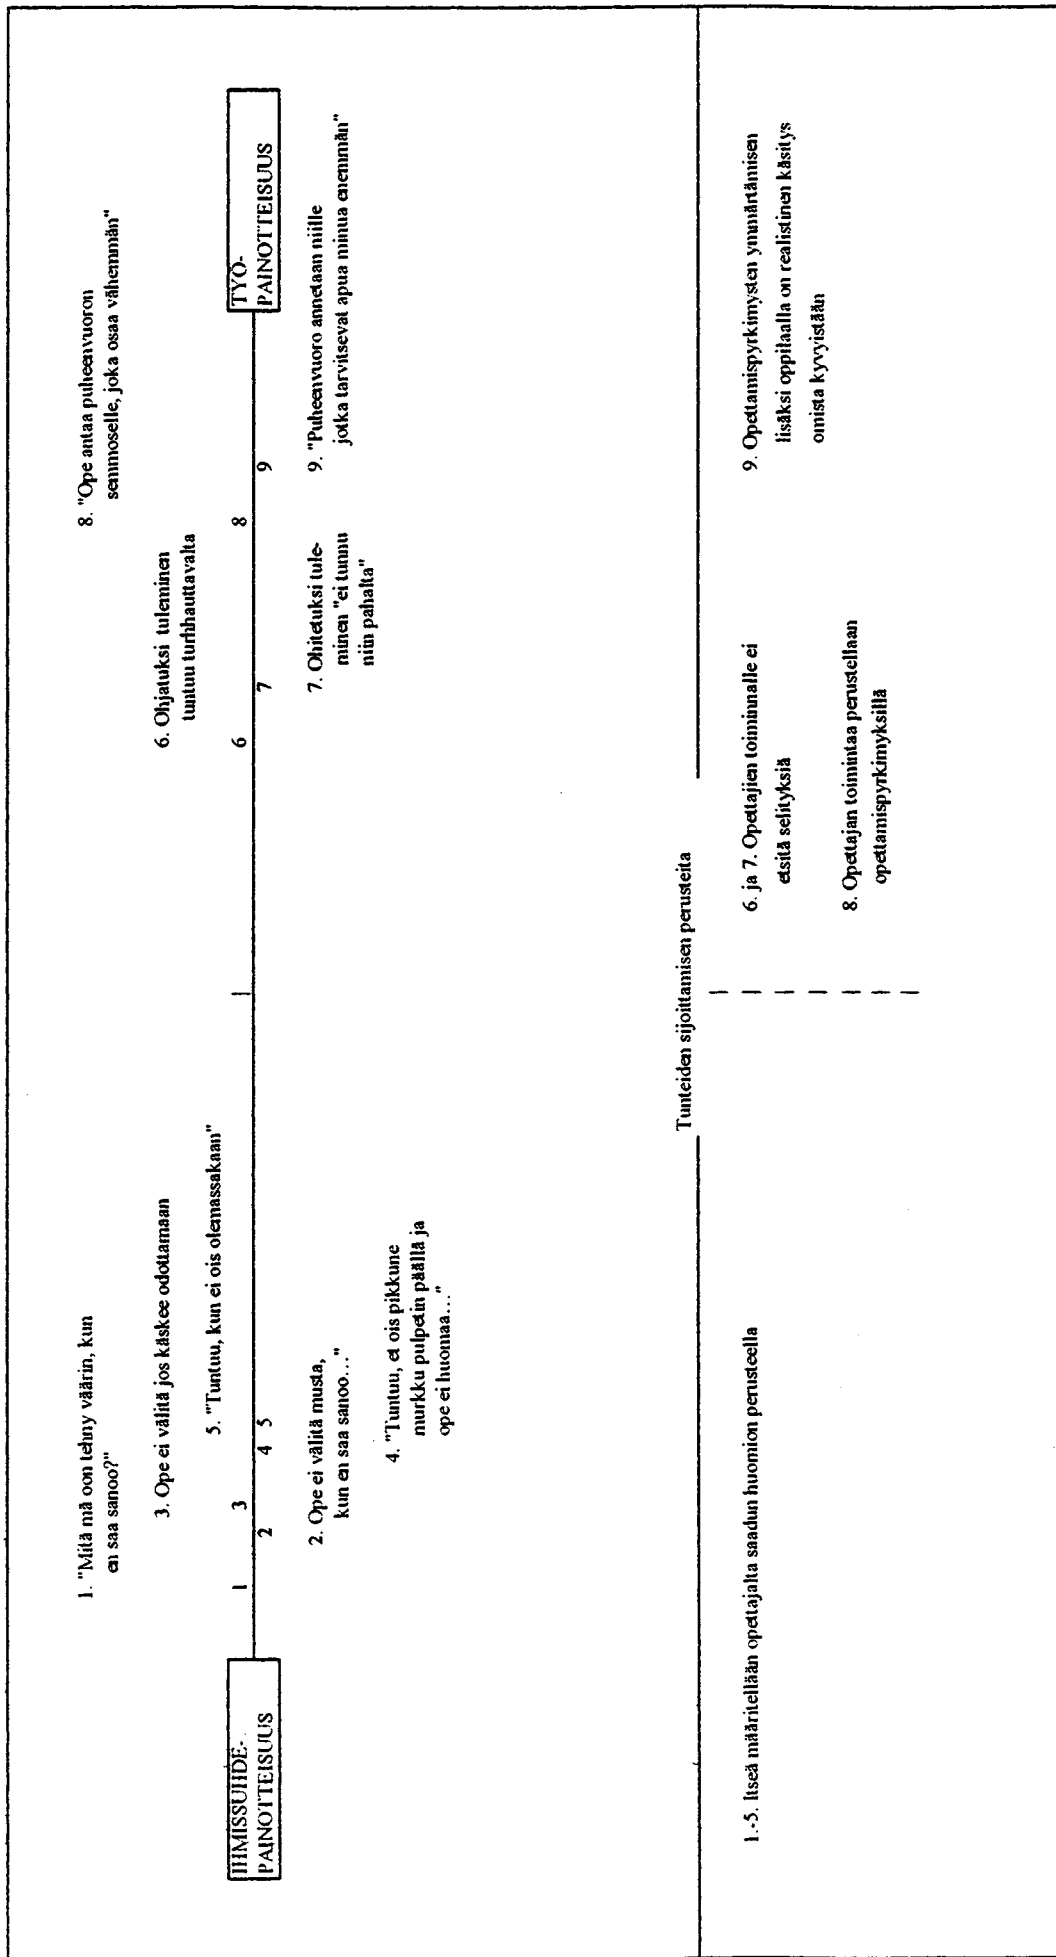 1. "Mitä mä oon tehny väärin, kun
en saa sanoo?"
3. Ope ei välitä jos käskee odottamaan
5. "Tuntuu, kun ei ois olemassakaan"
8. "Ope antaa puheenvuoron
semmoselle, joka osaa vähemmän"
6. Ohjatuksi tuleminen
tuntuu turhhauttavalta
IHMISSUHDE-
PAINOTTEISUUS
1 3 4 | 6 8
2 5 7 9
TYÖ-
PAINOTTEISUUS
2. Ope ei välitä musta,
kun en saa sanoo..."
4. "Tuntuu, et ois pikkune
murkku pulpetin päällä ja
ope ei huomaa..."
7. Ohitetuksi tule-
minen "ei tunnu
niin pahalta"
9. "Puheenvuoro annetaan niille
jotka tarvitsevat apua minua enemmän"
Tunteiden sijoittamisen perusteita
1.-5. Itseä määritellään opettajalta saadun huomion perusteella
6. ja 7. Opettajien toiminnalle ei
etsitä selityksiä
8. Opettajan toimintaa perustellaan
opettamispyrkimyksillä
9. Opettamispyrkimysten ymmärtämisen
lisäksi oppilaalla on realistinen käsitys
omista kyvyistään